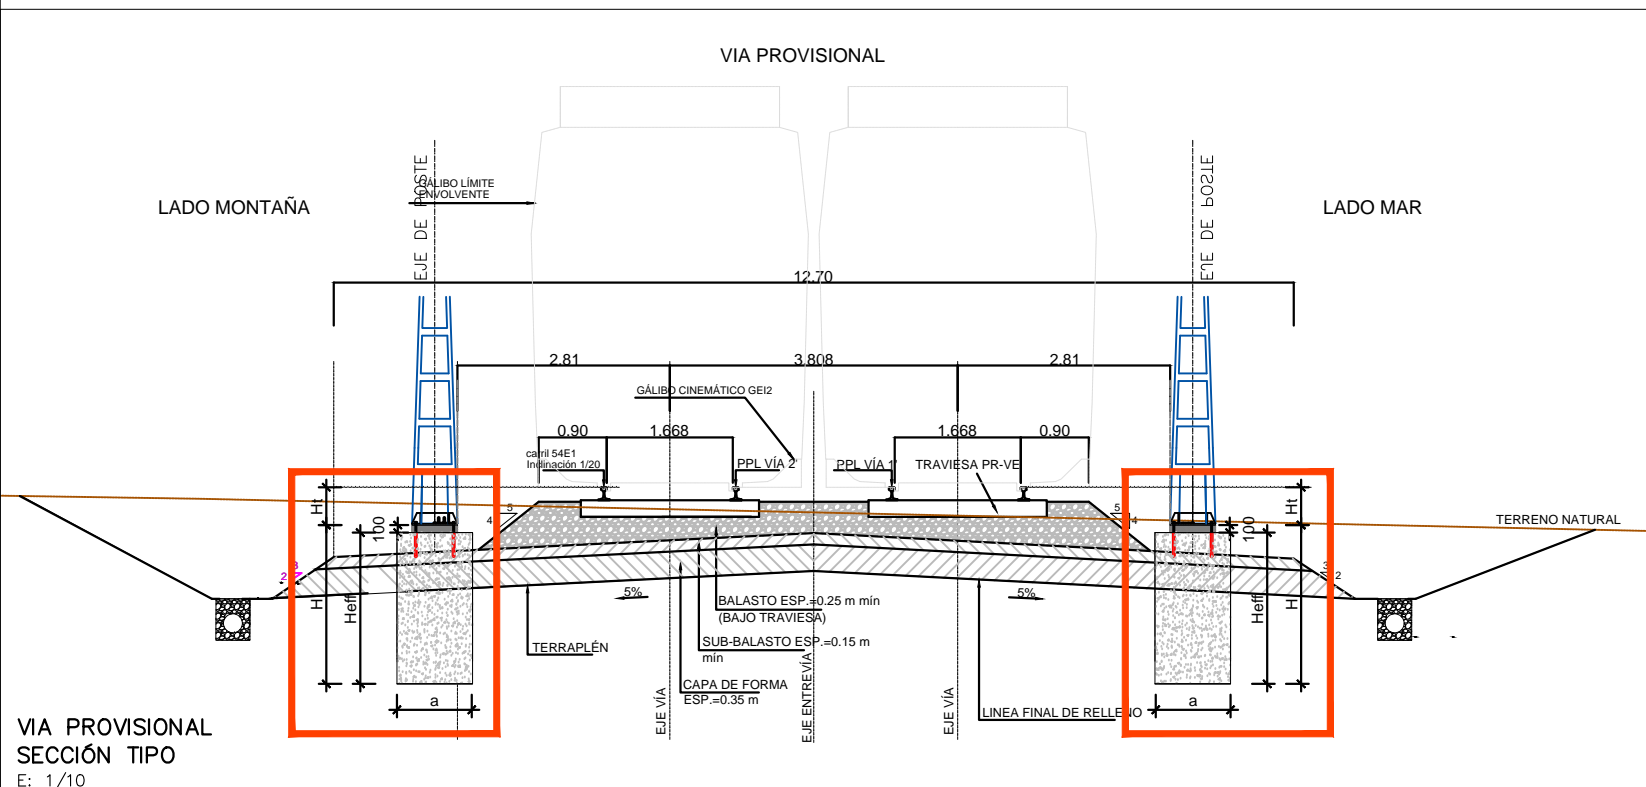 VIA PROVISIONAL
EJE DE POSTE
EJE DE POSTE
GÁLIBO LÍMITE
ENVOLVENTE
LADO MONTAÑA
LADO MAR
12.70
2.81
3.808
2.81
GÁLIBO CINEMÁTICO GEI2
0.90
1.668
1.668
0.90
carril 54E1
Inclinación 1/20
PPL VÍA 2'
PPL VÍA 1'
TRAVIESA PR-VE
Ht
Ht
5
4
5
4
100
100
TERRENO NATURAL
3
2
3
2
H
Heff
Heff
H
5%
5%
BALASTO ESP.=0.25 m mín
(BAJO TRAVIESA)
SUB-BALASTO ESP.=0.15 m
mín
TERRAPLÉN
CAPA DE FORMA
ESP.=0.35 m
LINEA FINAL DE RELLENO
a
a
EJE VÍA
EJE ENTREVÍA
EJE VÍA
VIA PROVISIONAL
SECCIÓN TIPO
E: 1/10